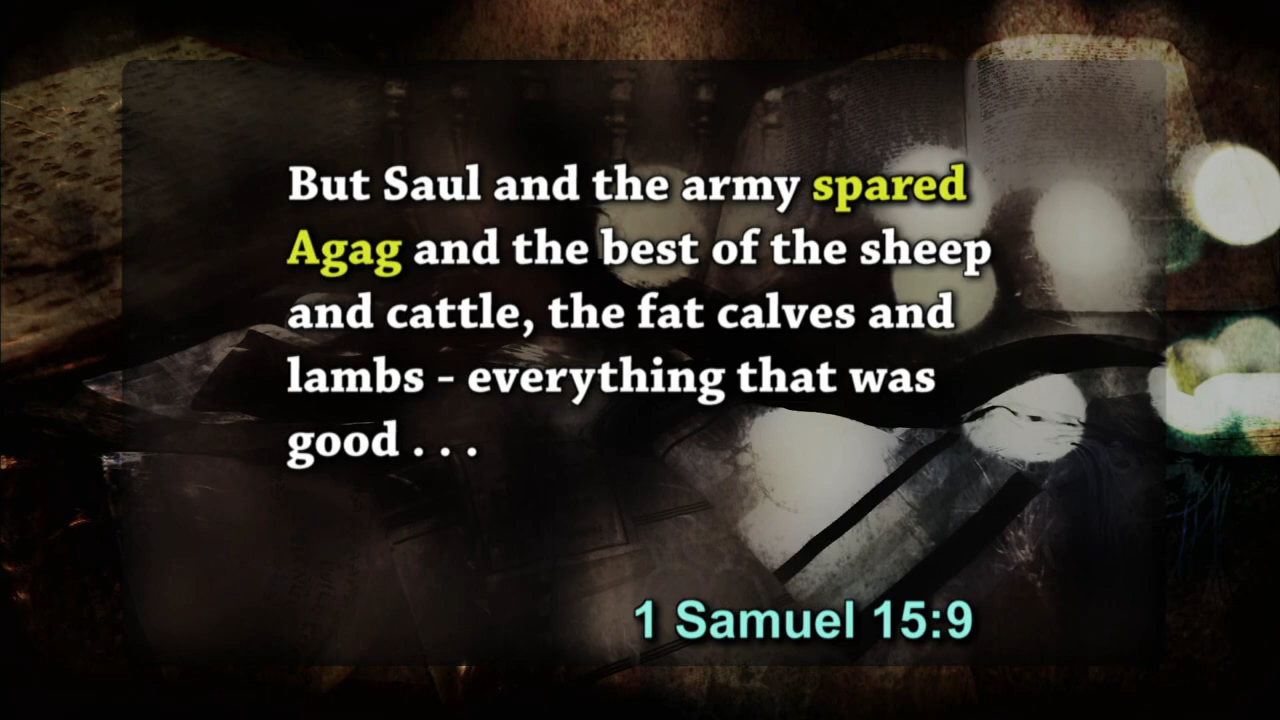 But Saul and the army spared
Agag and the best of the sheep
and cattle, the fat calves and
lambs - everything that was
good . . .
1 Samuel 15:9